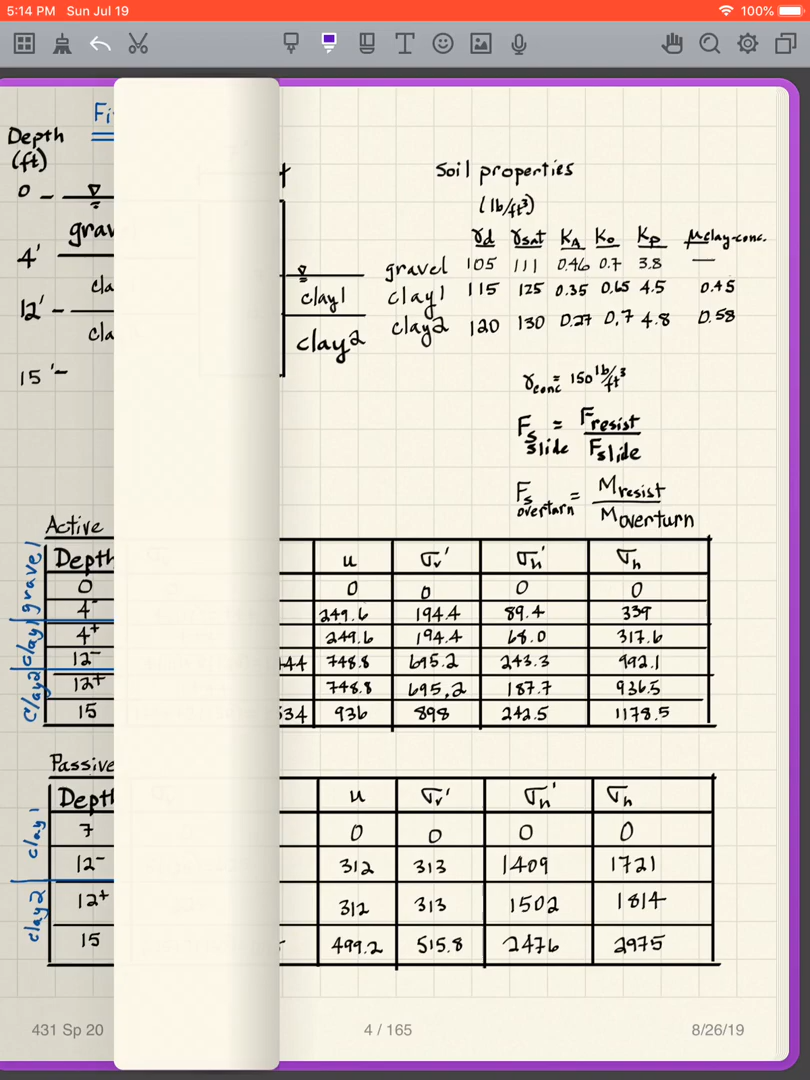 5:14 PM Sun Jul 19 100%
Depth
(ft)
0
4'
12'
15'
Soil properties
(lb/ft³)
γd γsat KA Ko Kp μclay-conc.
gravel 105 111 0.46 0.7 3.8 —
clay1 115 125 0.35 0.65 4.5 0.45
clay2 120 130 0.27 0.7 4.8 0.58
clay1
clay2
γconc = 150 lb/ft³
Fs slide = Fresist / Fslide
Fs overturn = Mresist / Moverturn
Active
gravel
clay1
clay2
Depth u σv' σh' σh
0 0 0 0 0
4⁻ 249.6 194.4 89.4 339
4⁺ 249.6 194.4 68.0 317.6
12⁻ 748.8 695.2 243.3 992.1
12⁺ 748.8 695.2 187.7 936.5
15 936 898 242.5 1178.5
Passive
clay1
clay2
Depth u σv' σh' σh
7 0 0 0 0
12⁻ 312 313 1409 1721
12⁺ 312 313 1502 1814
15 499.2 515.8 2476 2975
431 Sp 20 4 / 165 8/26/19